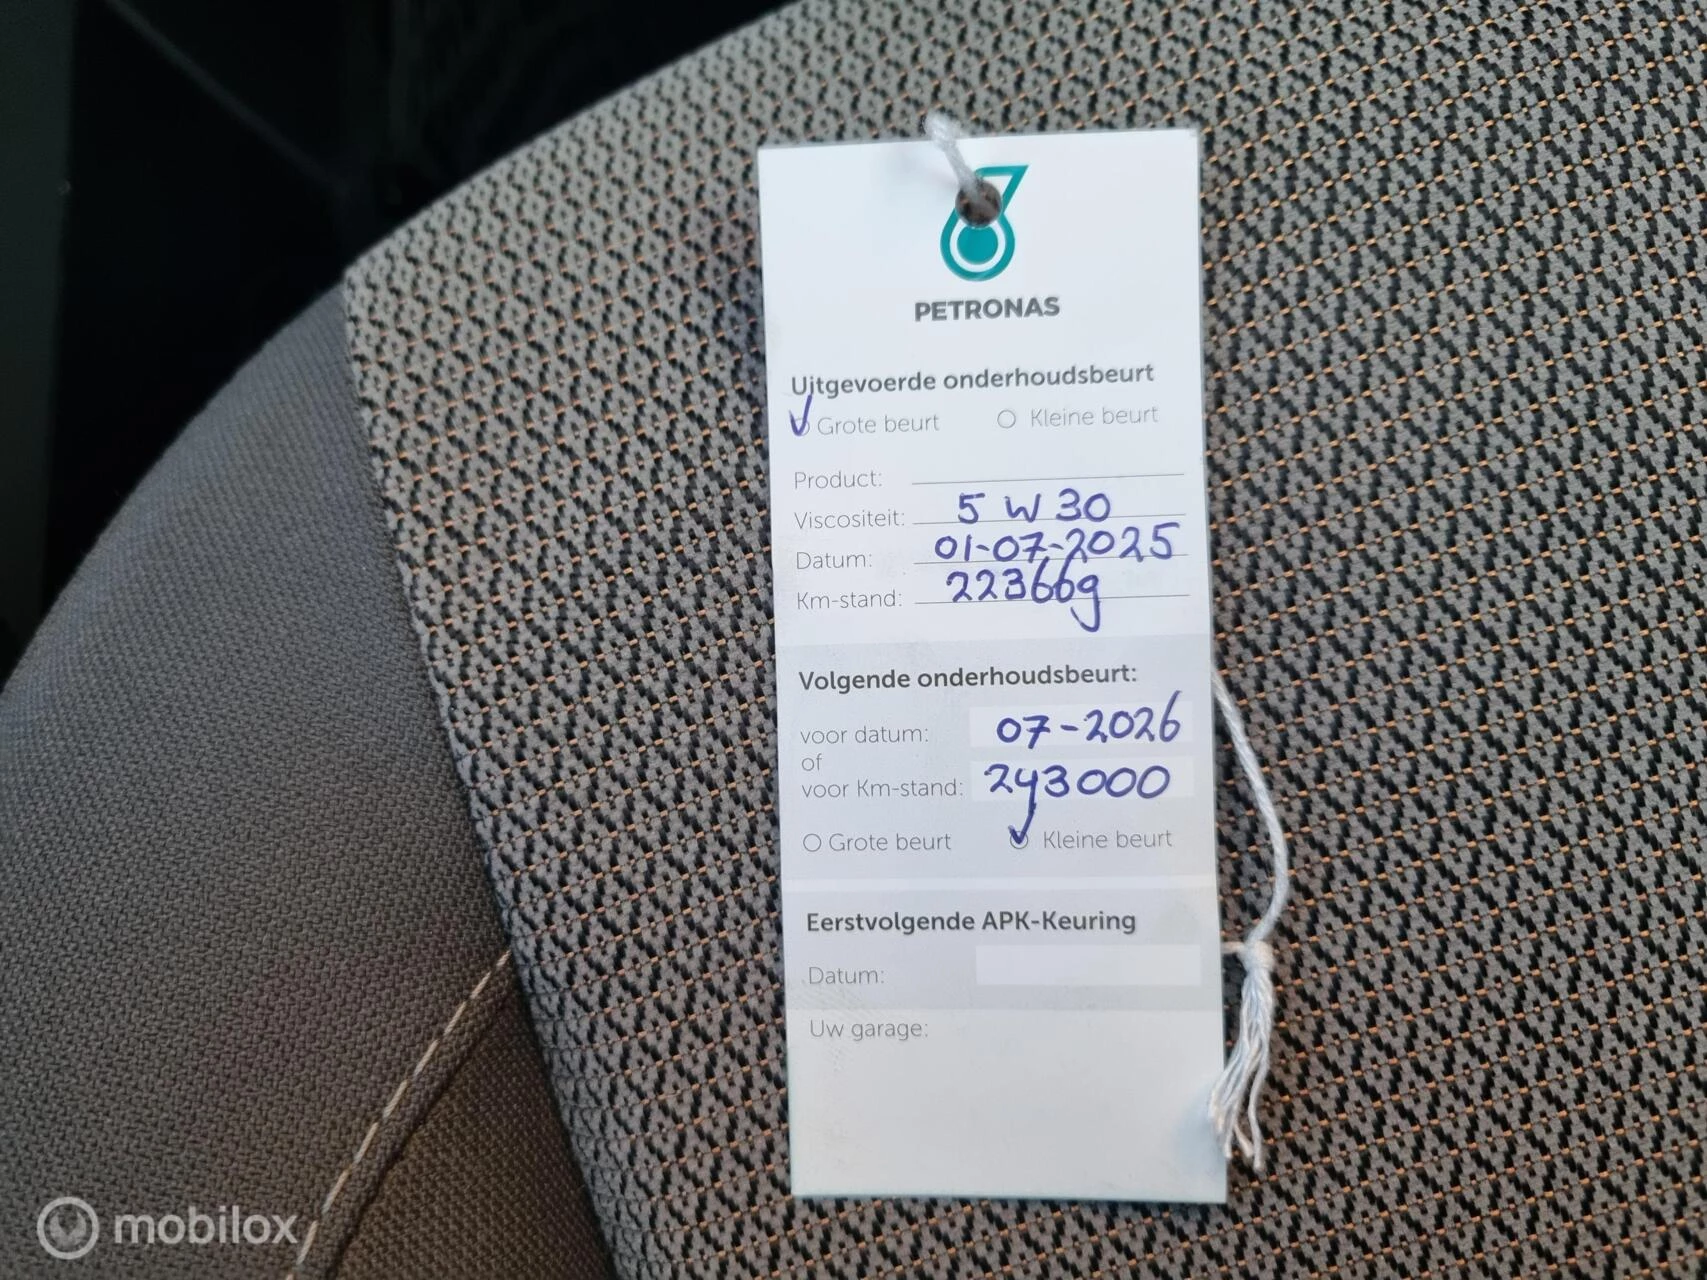 PETRONAS
Uitgevoerde onderhoudsbeurt
Grote beurt Kleine beurt
Product:
Viscositeit: 5 W 30
Datum: 01-07-2025
Km-stand: 223669
Volgende onderhoudsbeurt:
voor datum: 07-2026
of
voor Km-stand: 243000
Grote beurt Kleine beurt
Eerstvolgende APK-Keuring
Datum:
Uw garage:
mobilox